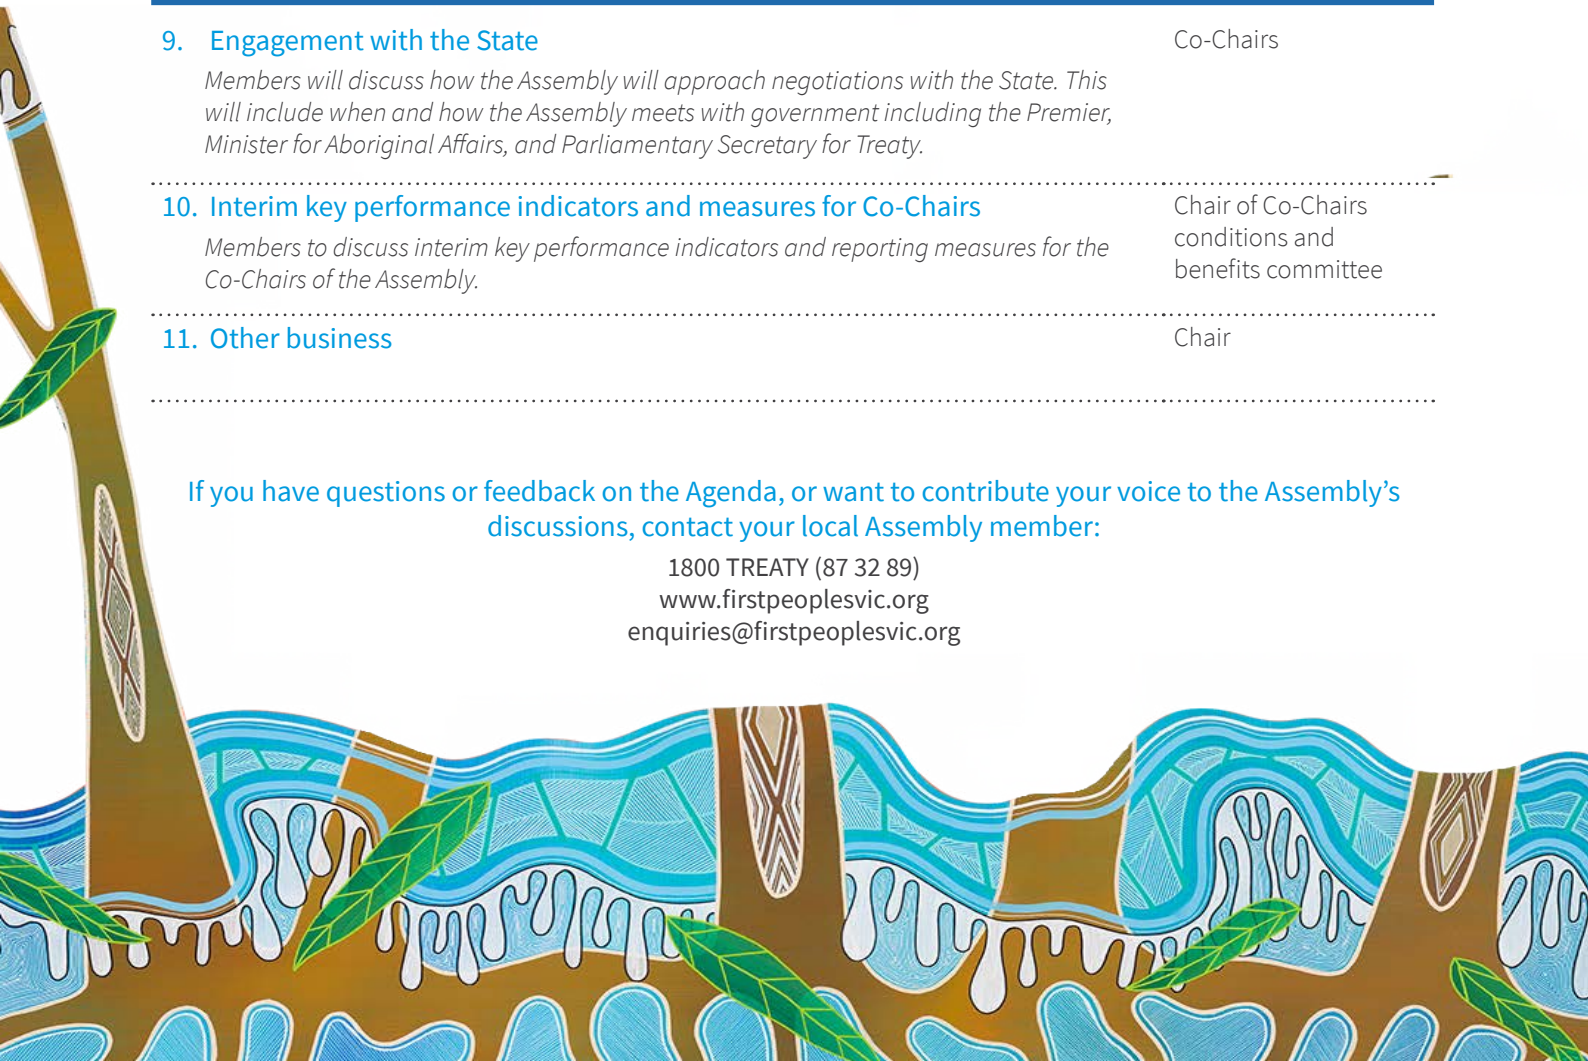 9. Engagement with the State
Co-Chairs
Members will discuss how the Assembly will approach negotiations with the State. This
will include when and how the Assembly meets with government including the Premier,
Minister for Aboriginal Affairs, and Parliamentary Secretary for Treaty.
10. Interim key performance indicators and measures for Co-Chairs
Chair of Co-Chairs
conditions and
benefits committee
Members to discuss interim key performance indicators and reporting measures for the
Co-Chairs of the Assembly.
11. Other business
Chair
If you have questions or feedback on the Agenda, or want to contribute your voice to the Assembly’s
discussions, contact your local Assembly member:
1800 TREATY (87 32 89)
www.firstpeoplesvic.org
enquiries@firstpeoplesvic.org